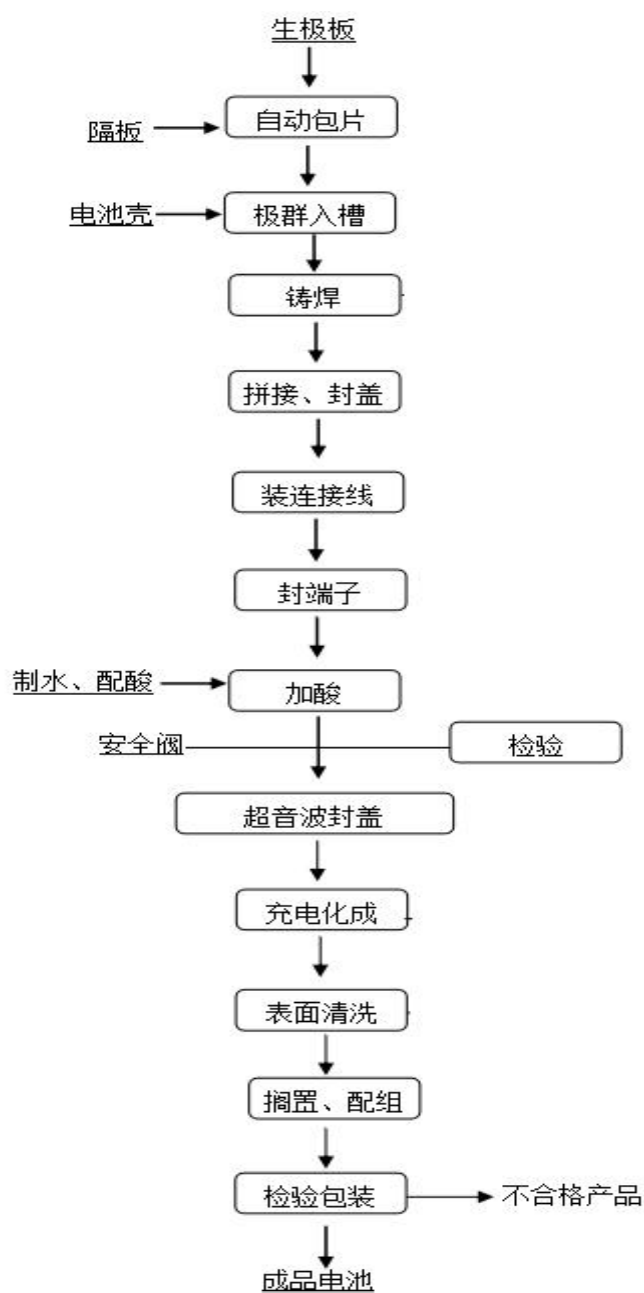 生极板
隔板
自动包片
电池壳
极群入槽
铸焊
拼接、封盖
装连接线
封端子
制水、配酸
加酸
安全阀
检验
超音波封盖
充电化成
表面清洗
搁置、配组
检验包装
不合格产品
成品电池